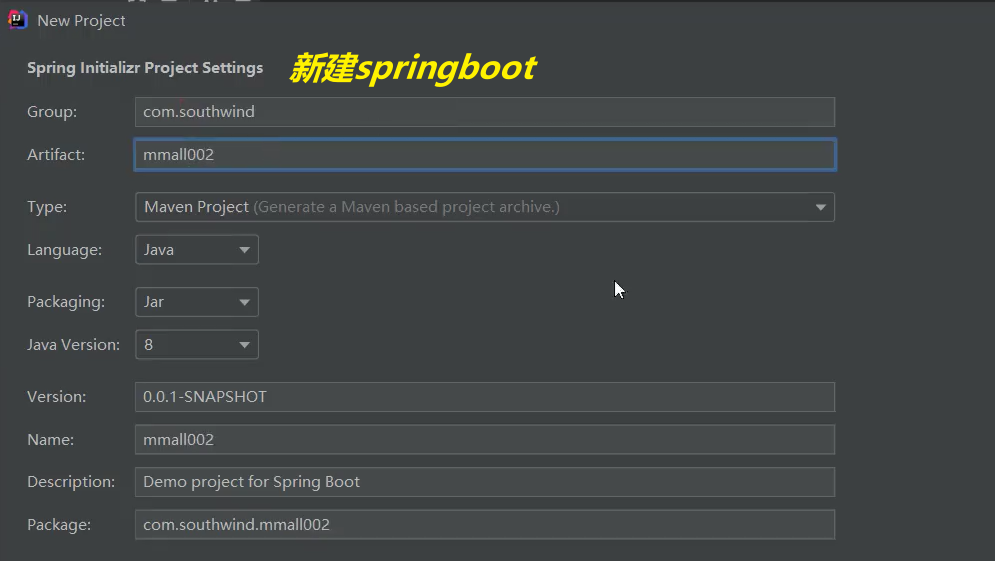 New Project
Spring Initializr Project Settings 新建springboot
Group: com.southwind
Artifact: mmall002
Type: Maven Project (Generate a Maven based project archive.)
Language: Java
Packaging: Jar
Java Version: 8
Version: 0.0.1-SNAPSHOT
Name: mmall002
Description: Demo project for Spring Boot
Package: com.southwind.mmall002